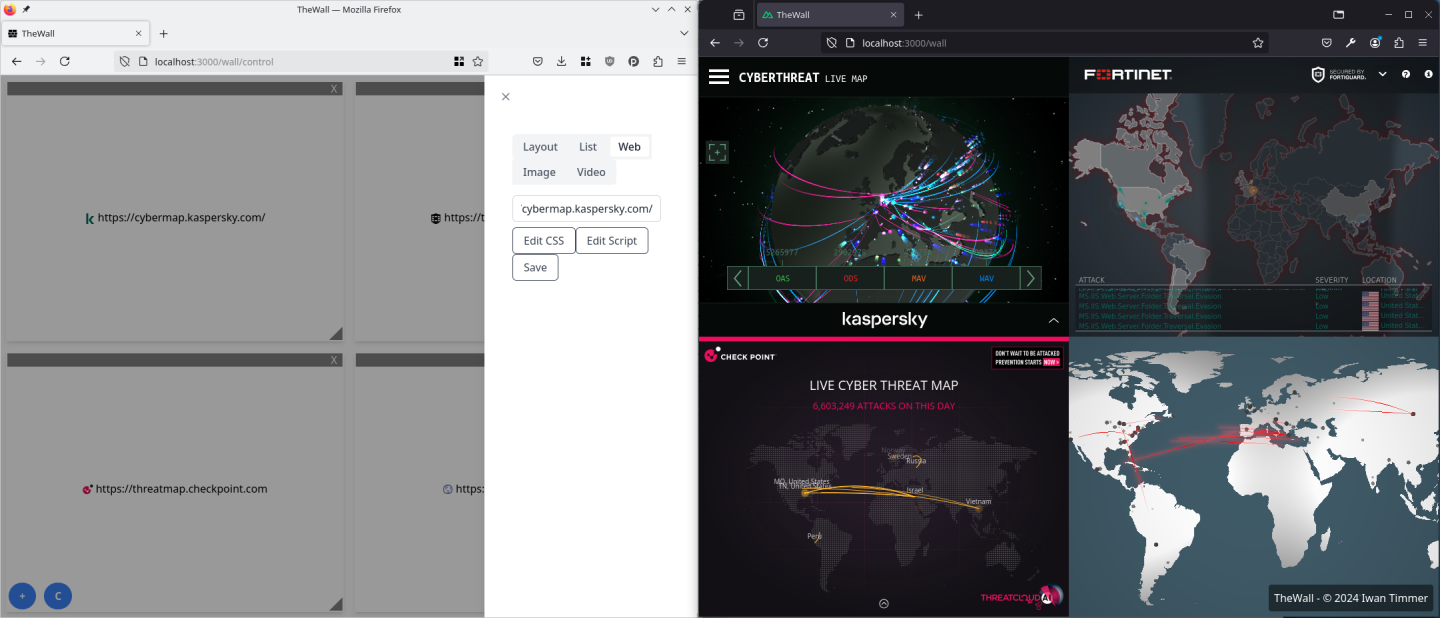 TheWall — Mozilla Firefox
TheWall
localhost:3000/wall/control
X
https://cybermap.kaspersky.com/
https://t
X
https://threatmap.checkpoint.com
https:
+
C
Layout
List
Web
Image
Video
cybermap.kaspersky.com/
Edit CSS
Edit Script
Save
TheWall
localhost:3000/wall
CYBERTHREAT LIVE MAP
OAS
ODS
MAV
WAV
kaspersky
FORTINET
SECURED BY
FORTIGUARD.
ATTACK
SEVERITY
LOCATION
MS.IIS.Web.Server.Folder.Traversal.Evasion
Low
United Stat...
MS.IIS.Web.Server.Folder.Traversal.Evasion
Low
United Stat...
MS.IIS.Web.Server.Folder.Traversal.Evasion
Low
United Stat...
MS.IIS.Web.Server.Folder.Traversal.Evasion
Low
United Stat...
CHECK POINT
DON'T WAIT TO BE ATTACKED
PREVENTION STARTS NOW >
LIVE CYBER THREAT MAP
6,603,249 ATTACKS ON THIS DAY
Norway
Sweden
Russia
MO, United States
TN, United States
Israel
Vietnam
Peru
THREATCLOUD AI
TheWall - © 2024 Iwan Timmer